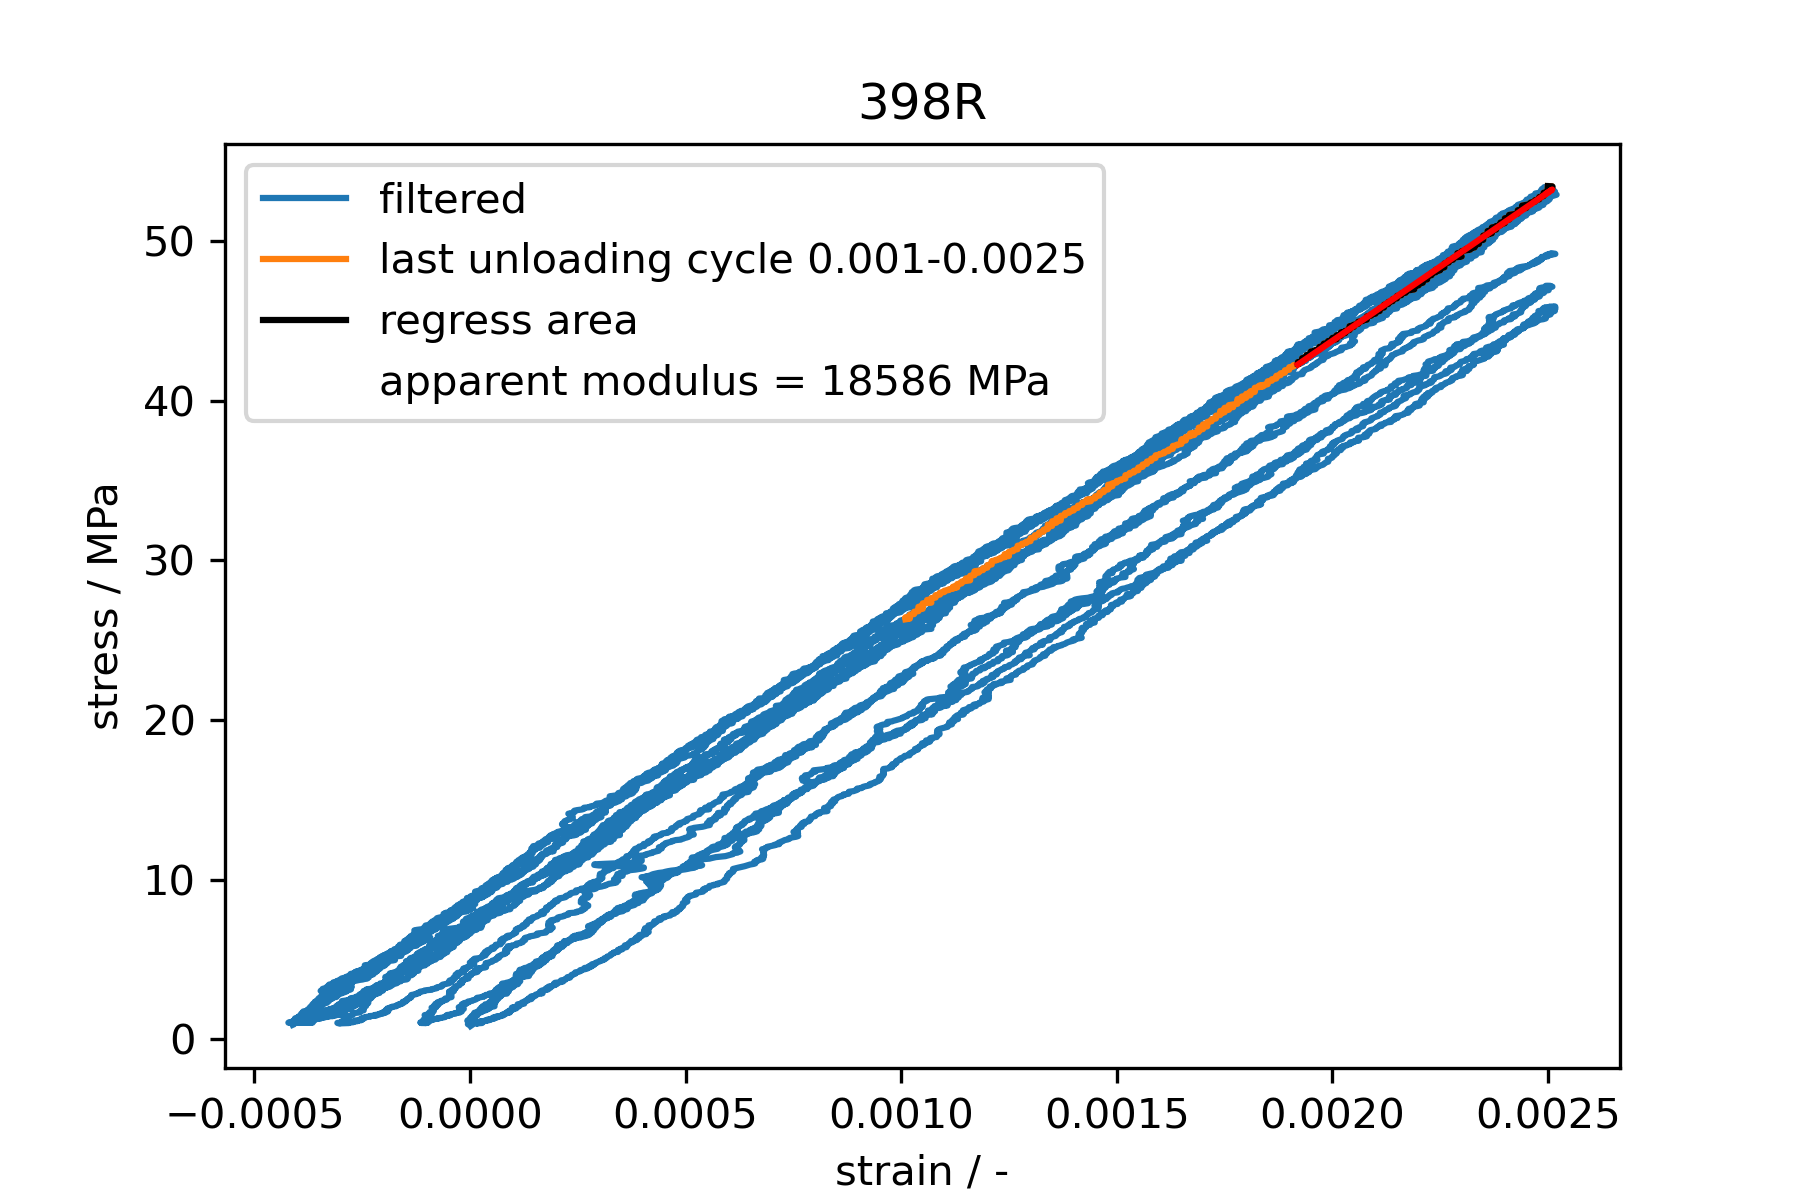 398R
filtered
last unloading cycle 0.001-0.0025
regress area
apparent modulus = 18586 MPa
stress / MPa
50
40
30
20
10
0
−0.0005 0.0000 0.0005 0.0010 0.0015 0.0020 0.0025
strain / -